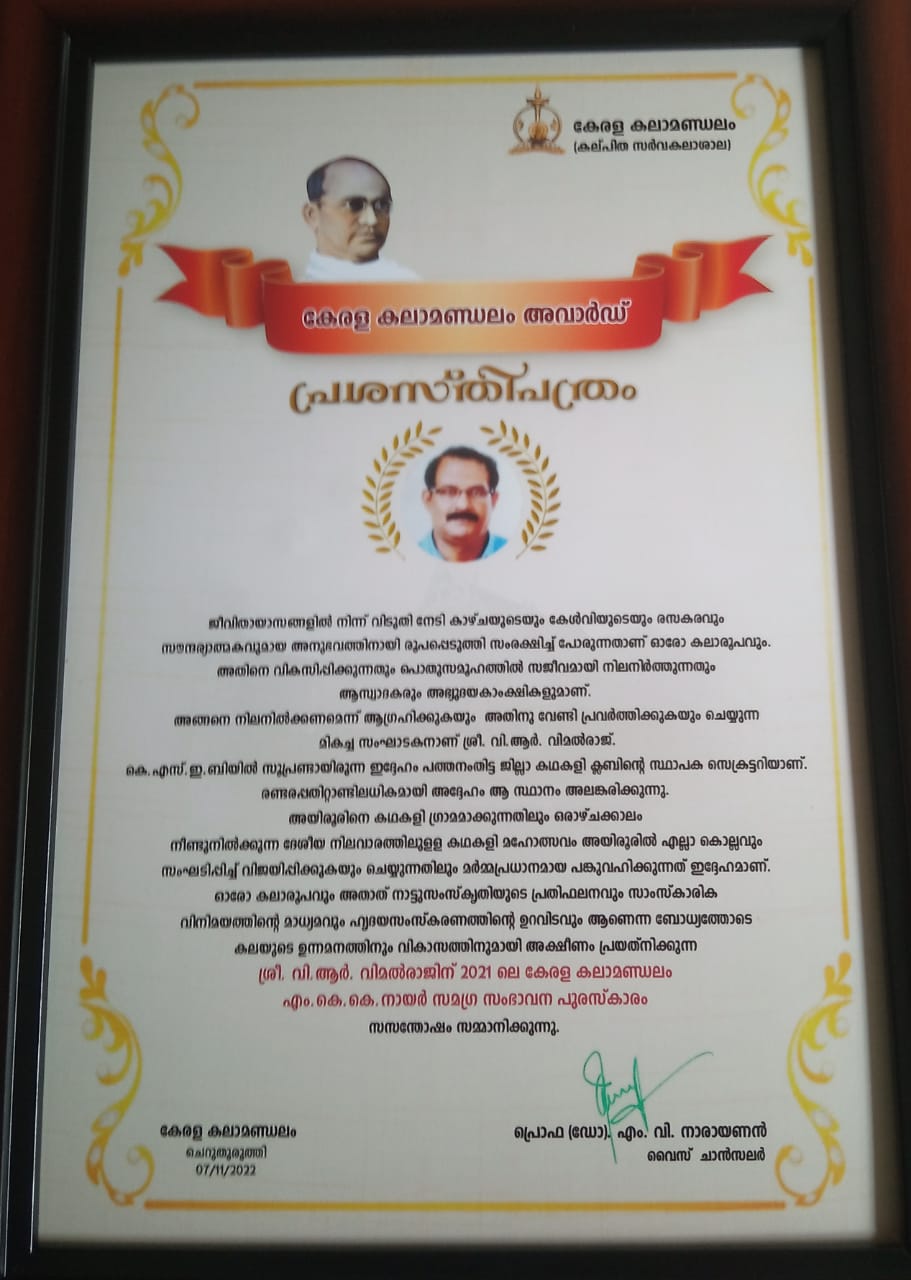 കേരള കലാമണ്ഡലം
(കല്പിത സർവകലാശാല)
കേരള കലാമണ്ഡലം അവാർഡ്
പ്രശസ്തിപത്രം
ജീവിതായാസങ്ങളിൽ നിന്ന് വിടുതി നേടി കാഴ്ചയുടെയും കേൾവിയുടെയും രസകരവും
സൗന്ദര്യാത്മകവുമായ അനുഭവത്തിനായി രൂപപ്പെടുത്തി സംരക്ഷിച്ച് പോരുന്നതാണ് ഓരോ കലാരൂപവും.
അതിനെ വികസിപ്പിക്കുന്നതും പൊതുസമൂഹത്തിൽ സജീവമായി നിലനിർത്തുന്നതും
ആസ്വാദകരും അഭ്യുദയകാംക്ഷികളുമാണ്.
അങ്ങനെ നിലനിൽക്കണമെന്ന് ആഗ്രഹിക്കുകയും അതിനു വേണ്ടി പ്രവർത്തിക്കുകയും ചെയ്യുന്ന
മികച്ച സംഘാടകനാണ് ശ്രീ. വി.ആർ. വിമൽരാജ്.
കെ.എസ്.ഇ.ബിയിൽ സൂപ്രണ്ടായിരുന്ന ഇദ്ദേഹം പത്തനംതിട്ട ജില്ലാ കഥകളി ക്ലബിന്റെ സ്ഥാപക സെക്രട്ടറിയാണ്.
രണ്ടരപ്പതിറ്റാണ്ടിലധികമായി അദ്ദേഹം ആ സ്ഥാനം അലങ്കരിക്കുന്നു.
അയിരൂരിനെ കഥകളി ഗ്രാമമാക്കുന്നതിലും ഒരാഴ്ചക്കാലം
നീണ്ടുനിൽക്കുന്ന ദേശീയ നിലവാരത്തിലുളള കഥകളി മഹോത്സവം അയിരൂരിൽ എല്ലാ കൊല്ലവും
സംഘടിപ്പിച്ച് വിജയിപ്പിക്കുകയും ചെയ്യുന്നതിലും മർമ്മപ്രധാനമായ പങ്കുവഹിക്കുന്നത് ഇദ്ദേഹമാണ്.
ഓരോ കലാരൂപവും അതാത് നാട്ടുസംസ്കൃതിയുടെ പ്രതിഫലനവും സാംസ്കാരിക
വിനിമയത്തിന്റെ മാധ്യമവും ഹൃദയസംസ്കരണത്തിന്റെ ഉറവിടവും ആണെന്ന ബോധ്യത്തോടെ
കലയുടെ ഉന്നമനത്തിനും വികാസത്തിനുമായി അക്ഷീണം പ്രയത്നിക്കുന്ന
ശ്രീ. വി.ആർ. വിമൽരാജിന് 2021 ലെ കേരള കലാമണ്ഡലം
എം.കെ.കെ.നായർ സമഗ്ര സംഭാവന പുരസ്കാരം
സസന്തോഷം സമ്മാനിക്കുന്നു.
കേരള കലാമണ്ഡലം
ചെറുതുരുത്തി
07/11/2022
പ്രൊഫ (ഡോ). എം. വി. നാരായണൻ
വൈസ് ചാൻസലർ